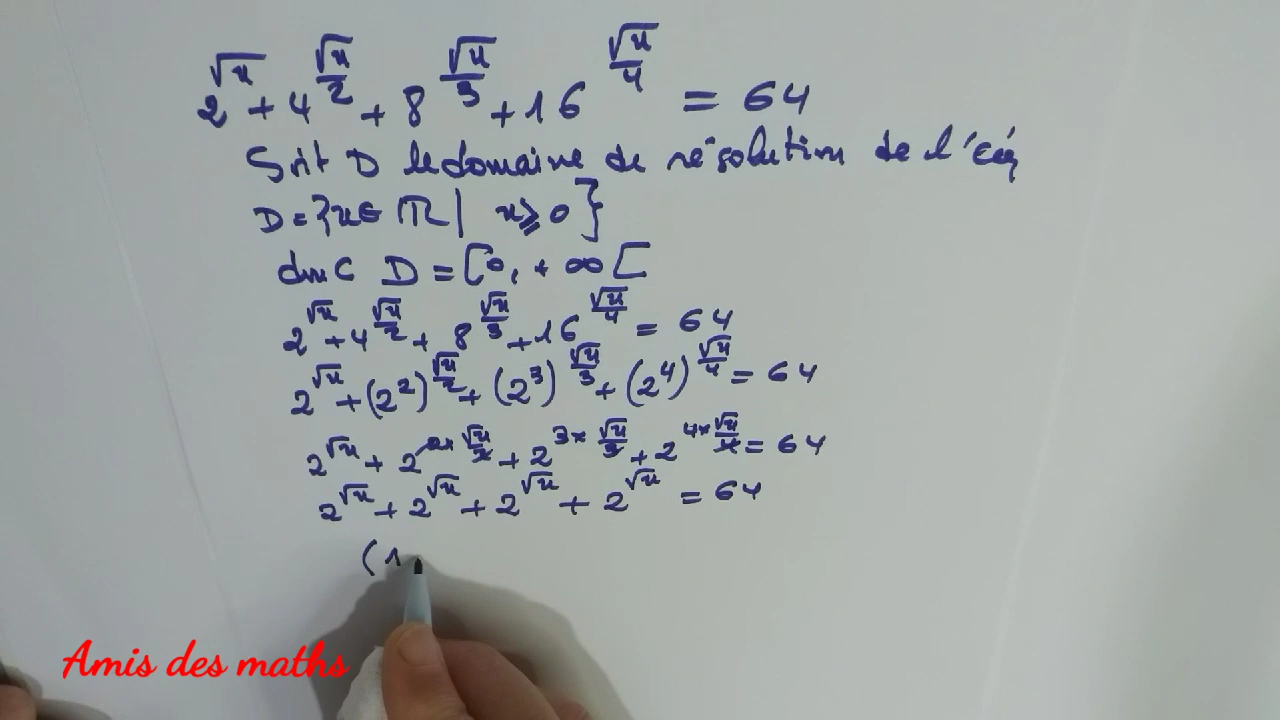 2^√x + 4^(√x/2) + 8^(√x/3) + 16^(√x/4) = 64
Soit D le domaine de résolution de l'éq
D = {x ∈ ℝ | x ≥ 0}
donc D = [0, +∞[
2^√x + 4^(√x/2) + 8^(√x/3) + 16^(√x/4) = 64
2^√x + (2²)^(√x/2) + (2³)^(√x/3) + (2⁴)^(√x/4) = 64
2^√x + 2^(2×√x/2) + 2^(3×√x/3) + 2^(4×√x/4) = 64
2^√x + 2^√x + 2^√x + 2^√x = 64
(1
Amis des maths